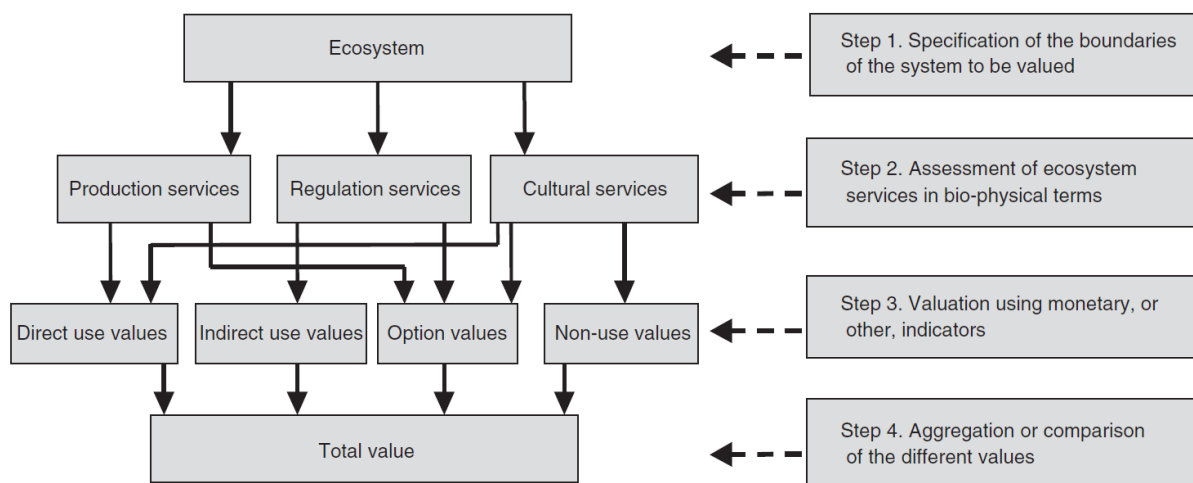 Ecosystem
Step 1. Specification of the boundaries
of the system to be valued
Production services
Regulation services
Cultural services
Step 2. Assessment of ecosystem
services in bio-physical terms
Direct use values
Indirect use values
Option values
Non-use values
Step 3. Valuation using monetary, or
other, indicators
Total value
Step 4. Aggregation or comparison
of the different values